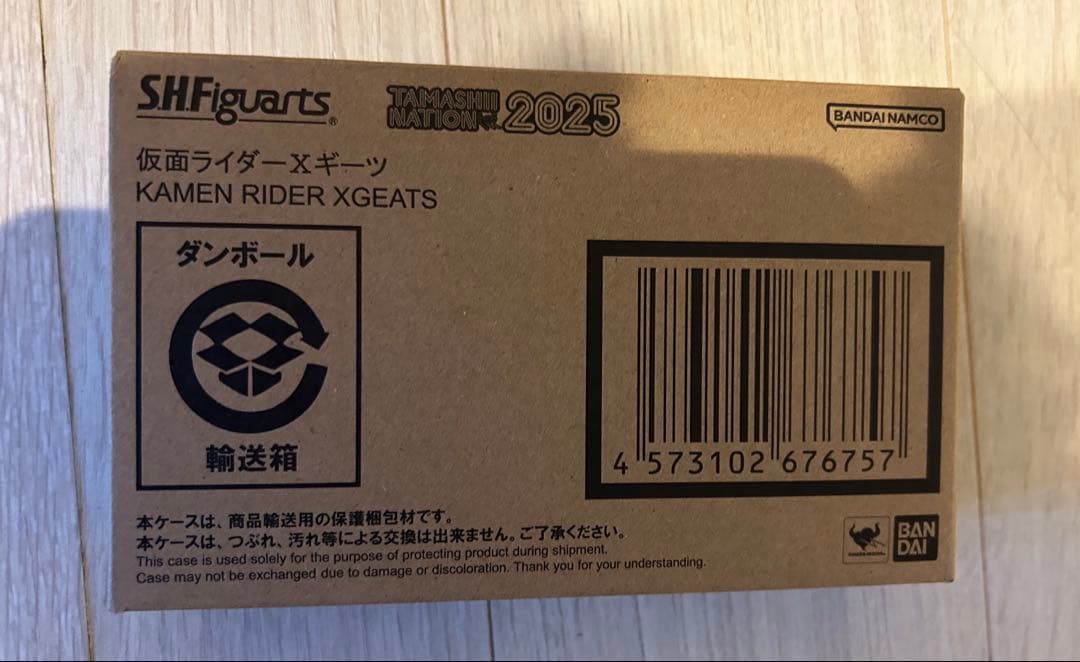 S.H.Figuarts®
TAMASHII NATION 2025
BANDAI NAMCO
仮面ライダーXギーツ
KAMEN RIDER XGEATS
ダンボール
輸送箱
4 573102 676757
本ケースは、商品輸送用の保護梱包材です。
本ケースは、つぶれ、汚れ等による交換は出来ません。ご了承ください。
This case is used solely for the purpose of protecting product during shipment.
Case may not be exchanged due to damage or discoloration. Thank you for your understanding.
BAN
DAI